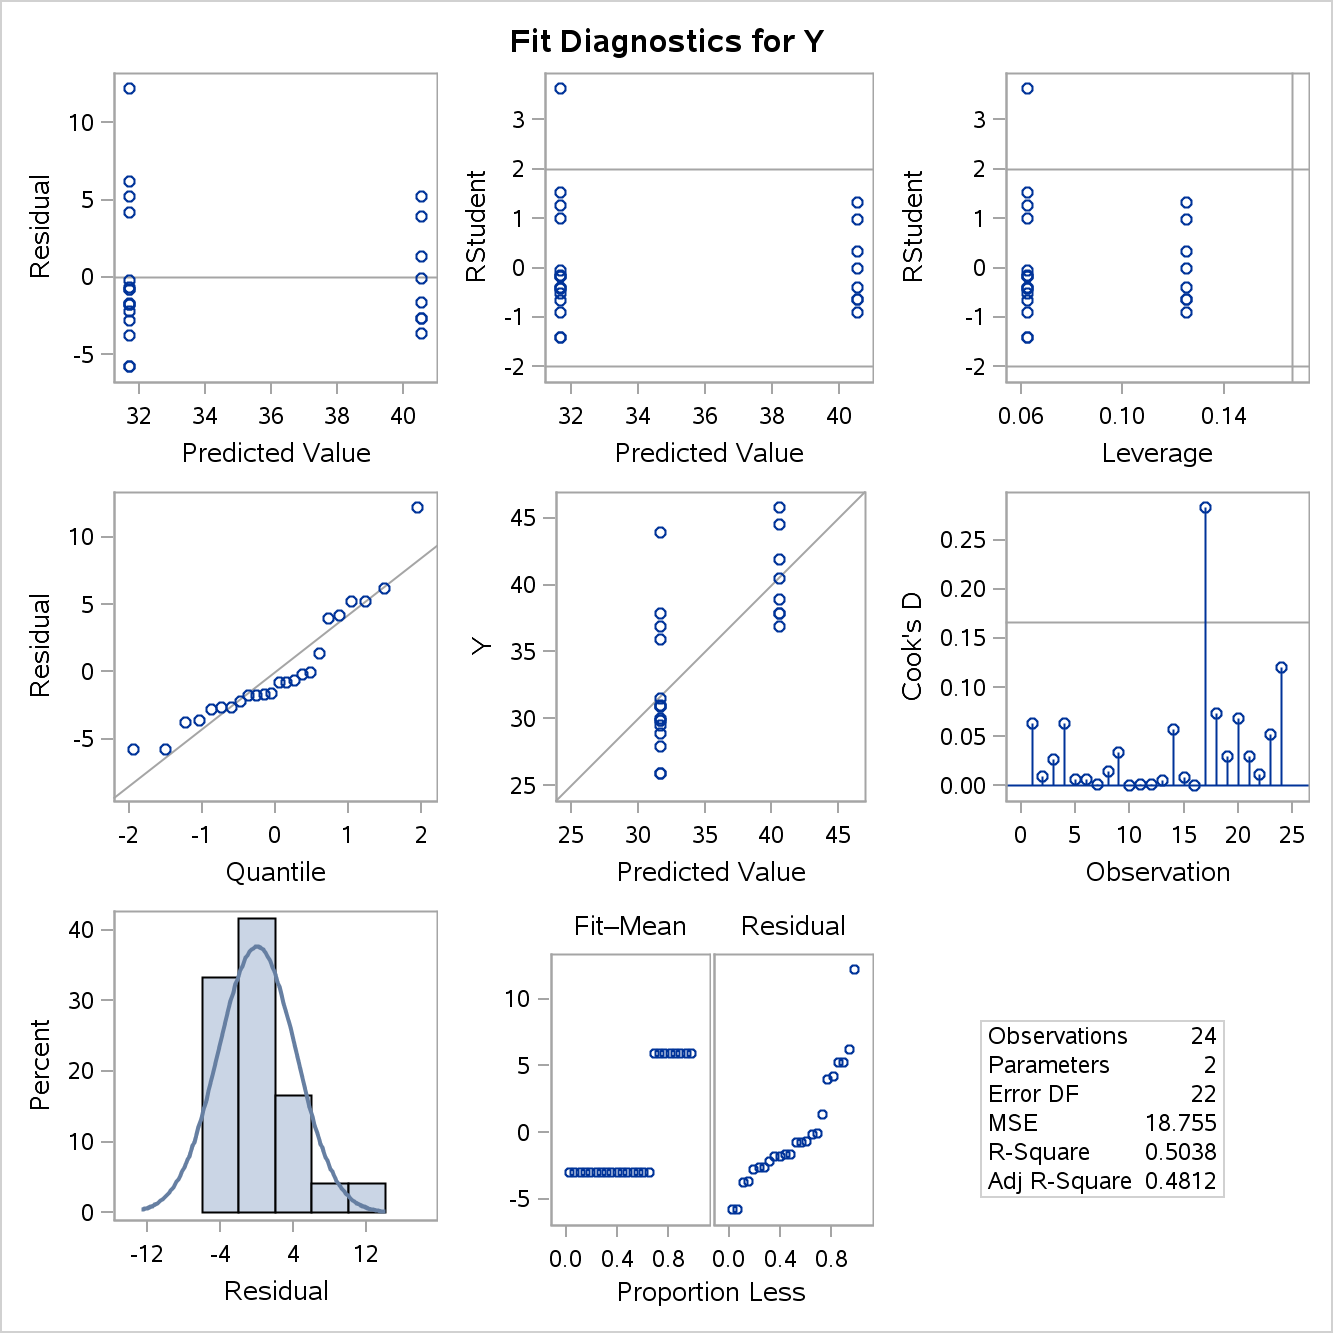 Fit Diagnostics for Y
Residual
10
5
0
-5
32 34 36 38 40
Predicted Value
RStudent
3
2
1
0
-1
-2
32 34 36 38 40
Predicted Value
RStudent
3
2
1
0
-1
-2
0.06 0.10 0.14
Leverage
Residual
10
5
0
-5
-2 -1 0 1 2
Quantile
Y
45
40
35
30
25
25 30 35 40 45
Predicted Value
Cook's D
0.25
0.20
0.15
0.10
0.05
0.00
0 5 10 15 20 25
Observation
Percent
40
30
20
10
0
-12 -4 4 12
Residual
Fit–Mean Residual
10
5
0
-5
0.0 0.4 0.8 0.0 0.4 0.8
Proportion Less
Observations 24
Parameters 2
Error DF 22
MSE 18.755
R-Square 0.5038
Adj R-Square 0.4812